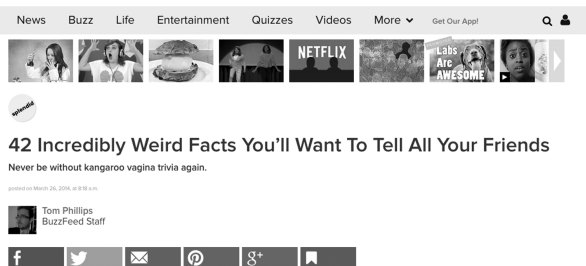 News Buzz Life Entertainment Quizzes Videos More Get Our App!
NETFLIX
Labs
Are
AWESOME
splendid
42 Incredibly Weird Facts You'll Want To Tell All Your Friends
Never be without kangaroo vagina trivia again.
posted on March 26, 2014, at 8:18 a.m.
Tom Phillips
BuzzFeed Staff
f g+